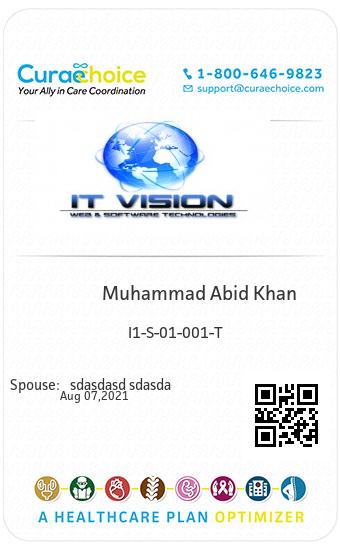 Curaechoice
Your Ally in Care Coordination
1-800-646-9823
support@curaechoice.com
IT VISION
WEB & SOFTWARE TECHNOLOGIES
Muhammad Abid Khan
I1-S-01-001-T
Spouse: sdasdasd sdasda
Aug 07,2021
A HEALTHCARE PLAN OPTIMIZER